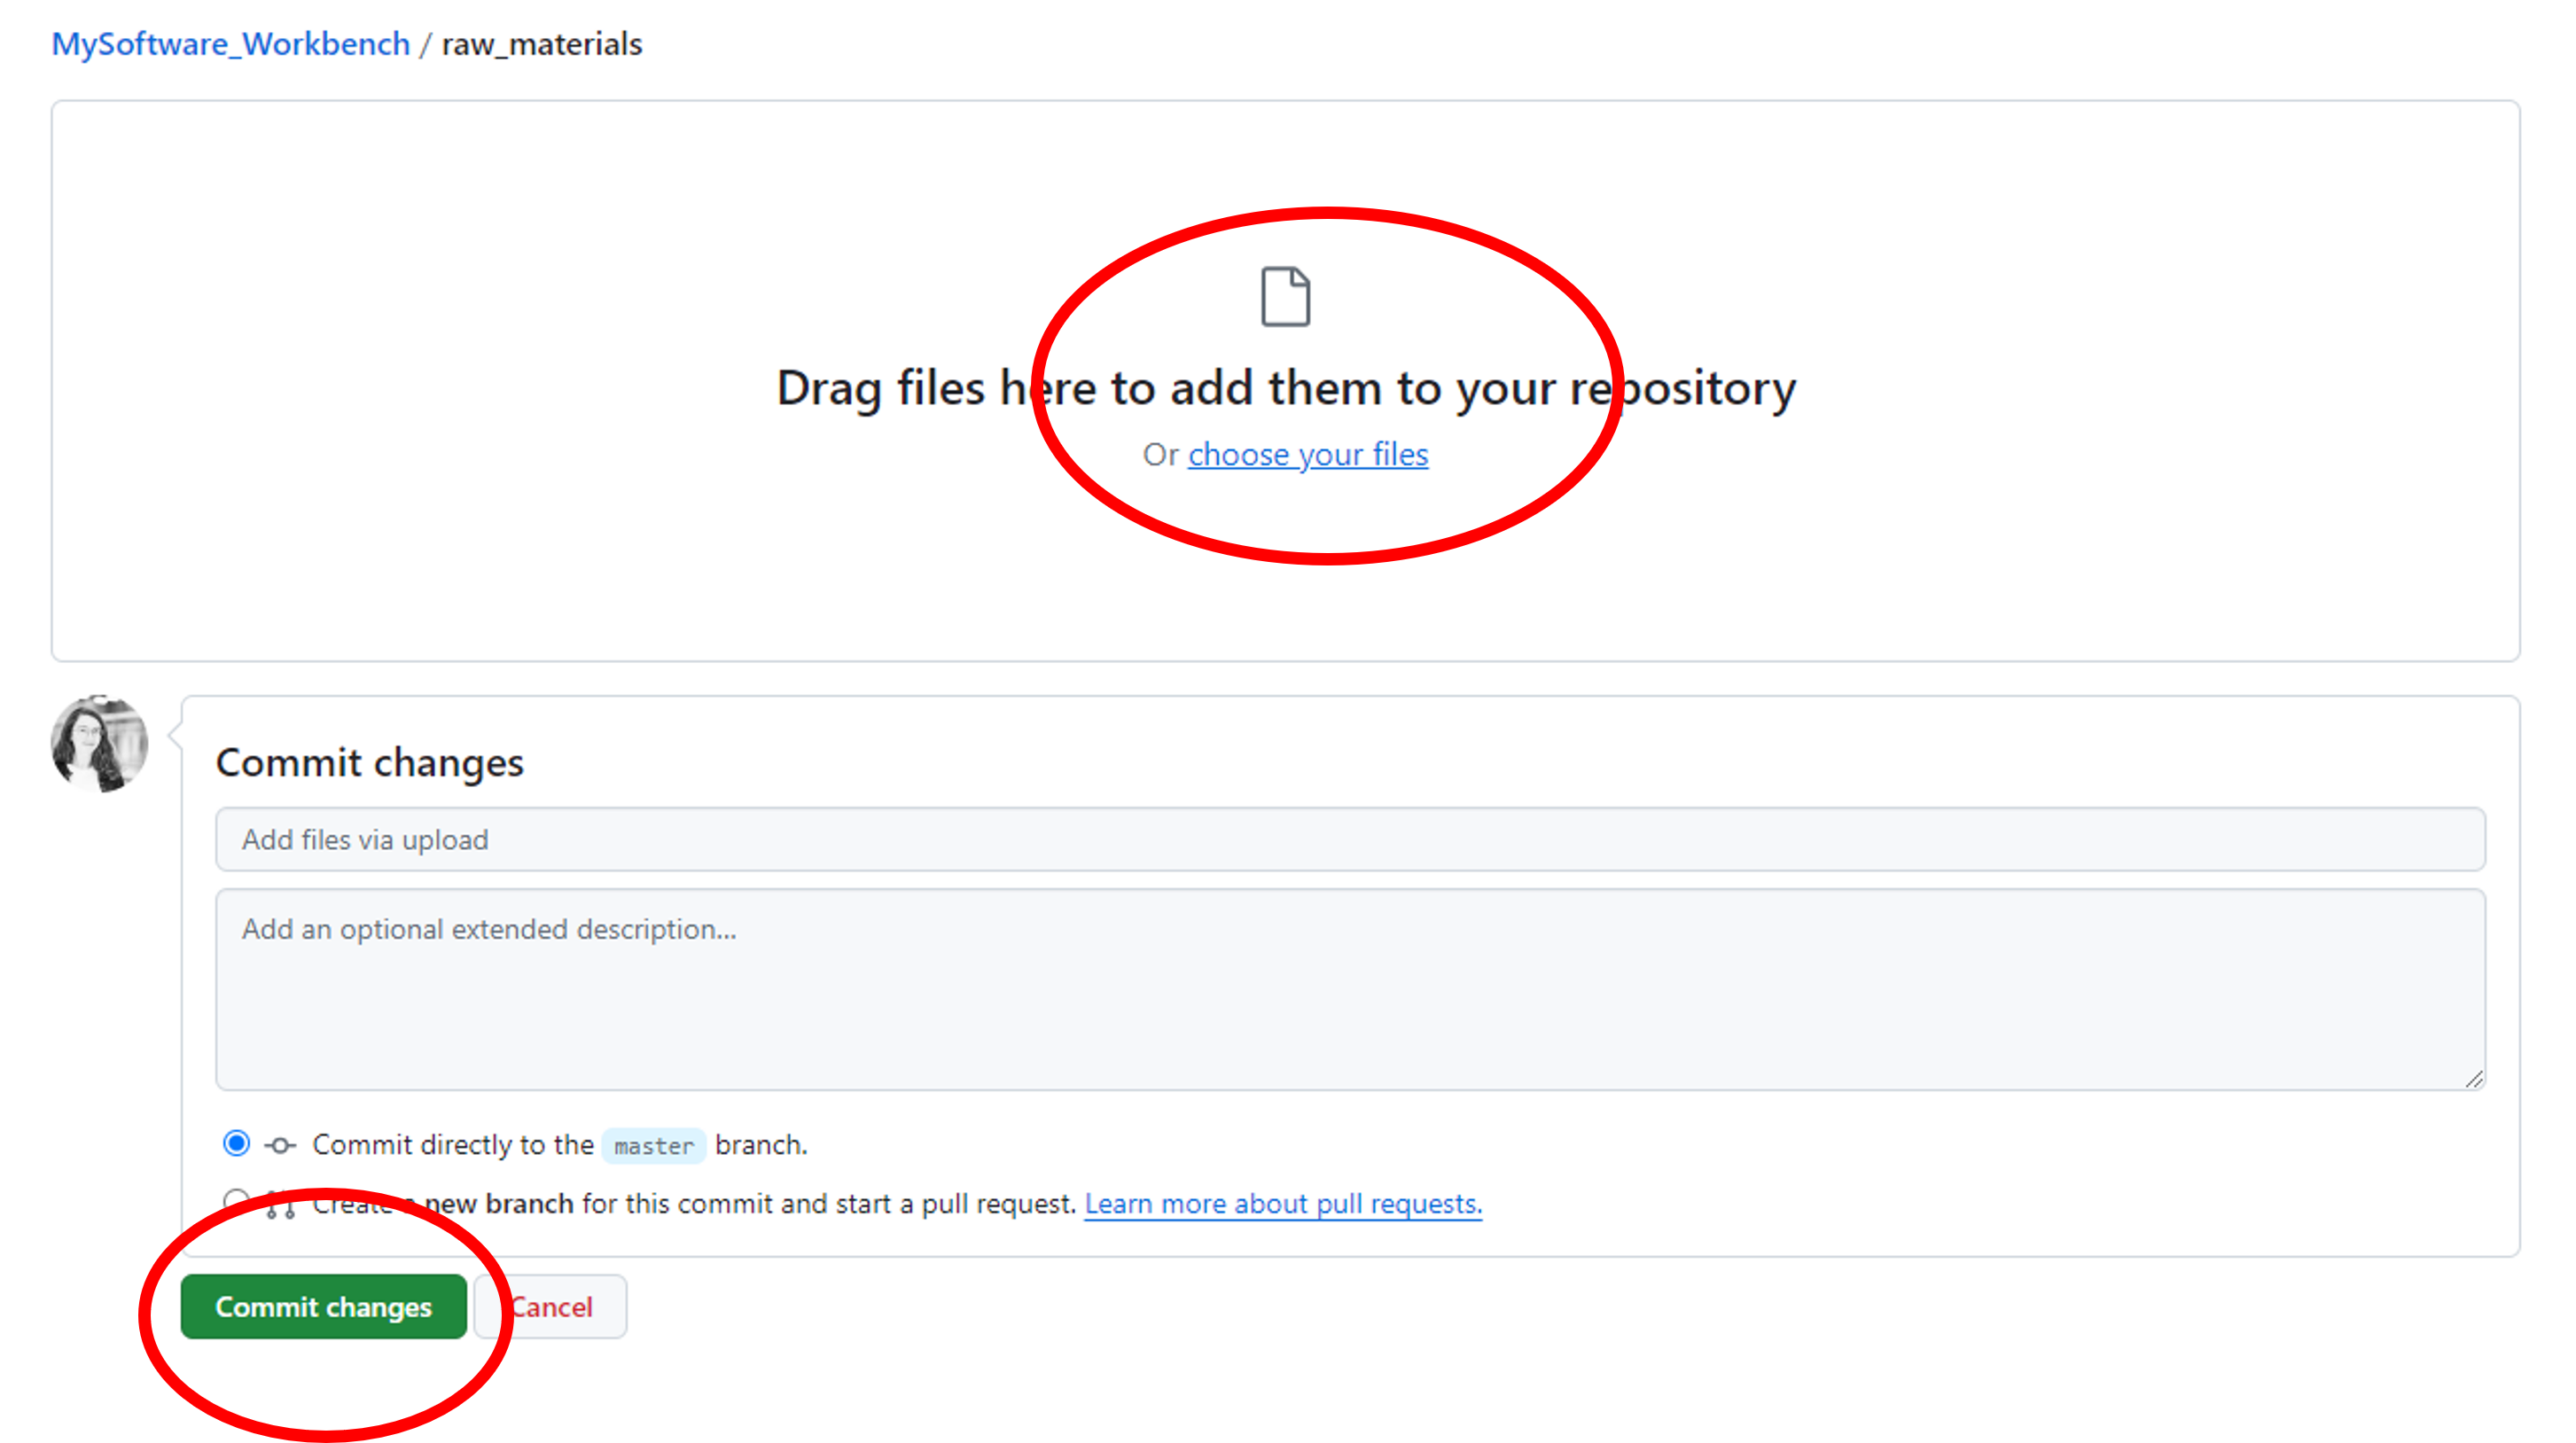 MySoftware_Workbench / raw_materials
Drag files here to add them to your repository
Or choose your files
Commit changes
Add files via upload
Add an optional extended description...
Commit directly to the master branch.
Create a new branch for this commit and start a pull request. Learn more about pull requests.
Commit changes Cancel